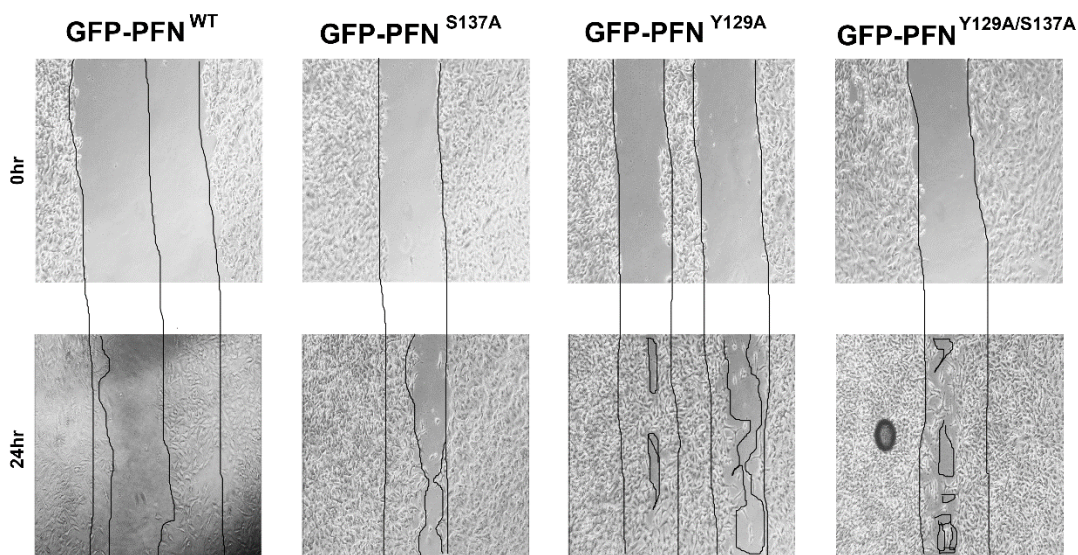 GFP-PFN WT
GFP-PFN S137A
GFP-PFN Y129A
GFP-PFN Y129A/S137A
0hr
24hr